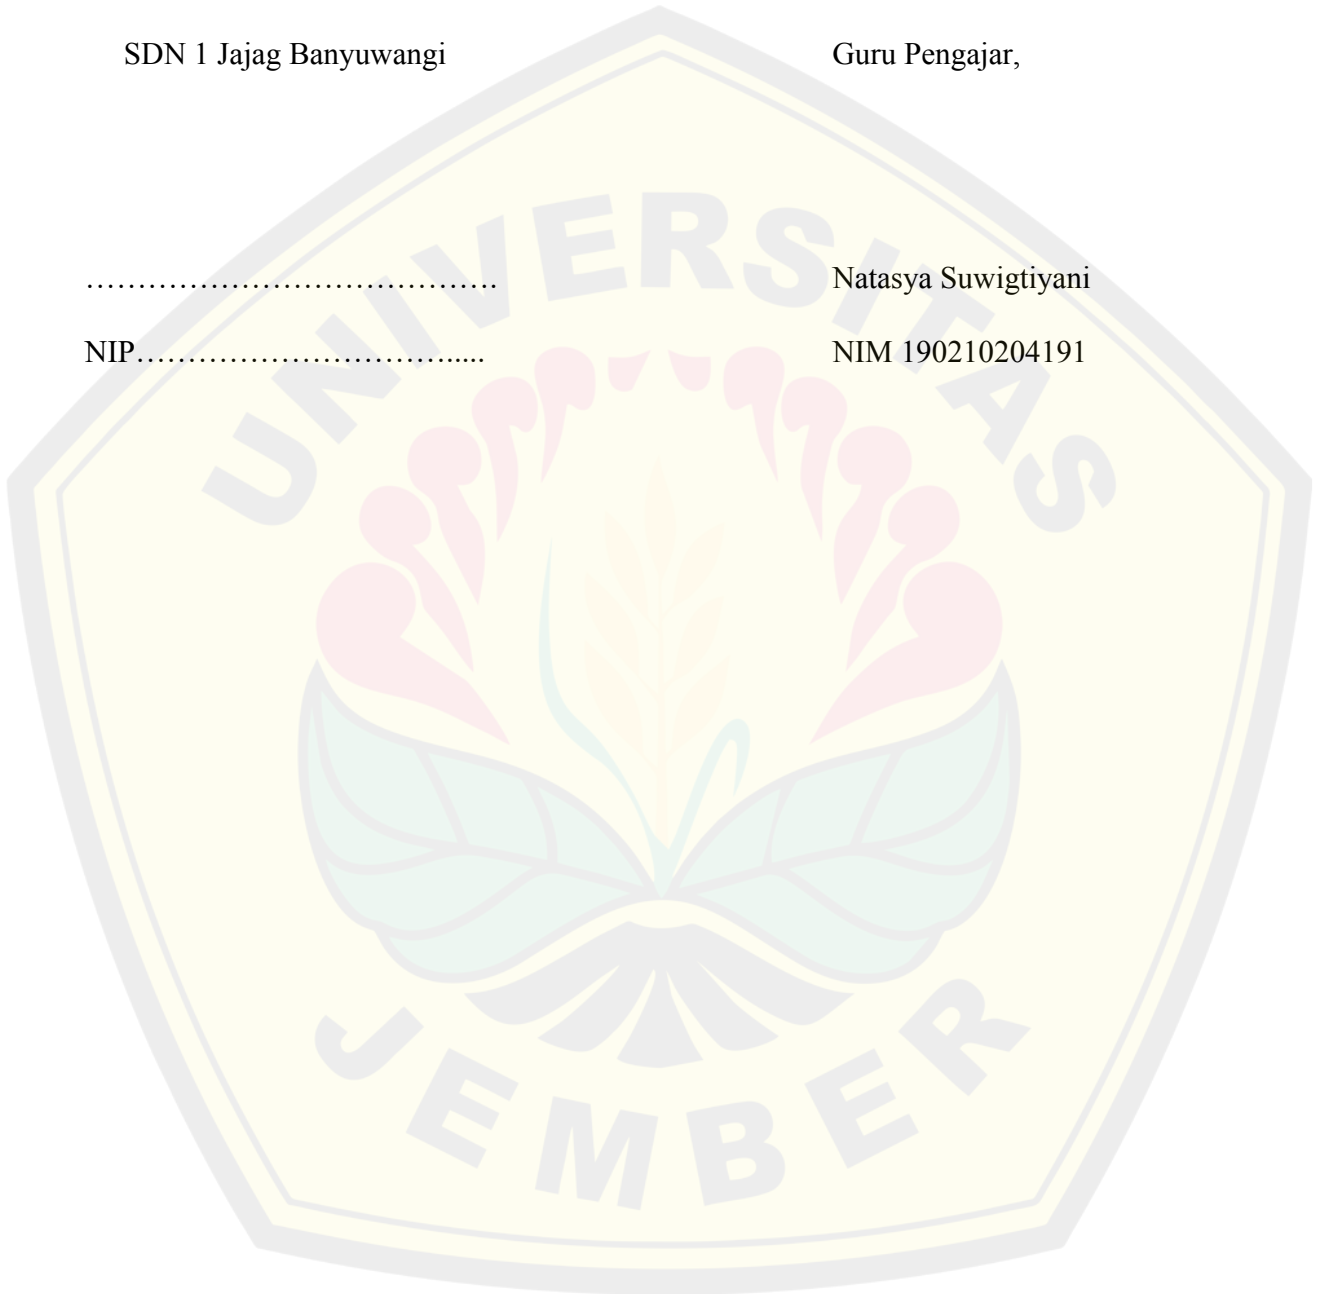 SDN 1 Jajag Banyuwangi Guru Pengajar,
…………………………………. Natasya Suwigtiyani
NIP………………………...... NIM 190210204191
UNIVERSITAS
JEMBER